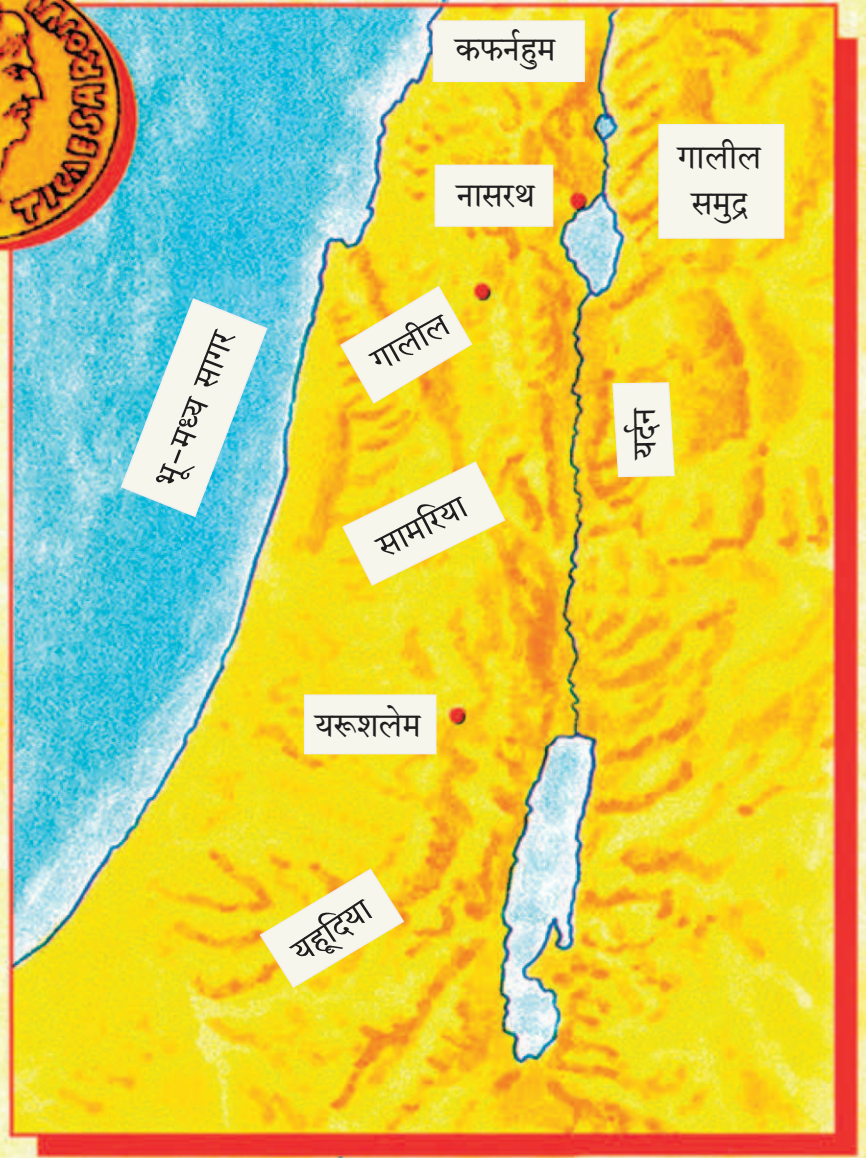 कफर्नहुम
गालील
समुद्र
नासरथ
गालील
भू-मध्य सागर
यर्दन
सामरिया
यरूशलेम
यहूदिया